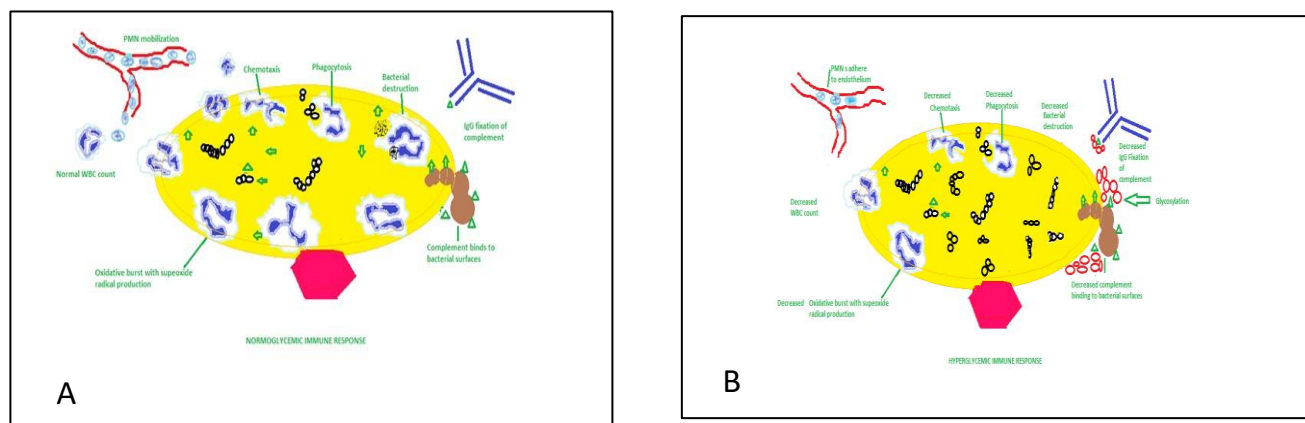 PMN mobilization
Chemotaxis
Phagocytosis
Bacterial
destruction
IgG fixation of
complement
Normal WBC count
Complement binds to
bacterial surfaces
Oxidative burst with supeoxide
radical production
NORMOGLYCEMIC IMMUNE RESPONSE
A
PMN s adhere
to endothelium
Decreased
Chemotaxis
Decreased
Phagocytosis
Decreased
Bacterial
destruction
Decreased
IgG Fixation
of
complement
Glycosylation
Decreased
WBC count
Decreased complement
binding to bacterial surfaces
Decreased Oxidative burst with supeoxide
radical production
HYPERGLYCEMIC IMMUNE RESPONSE
B